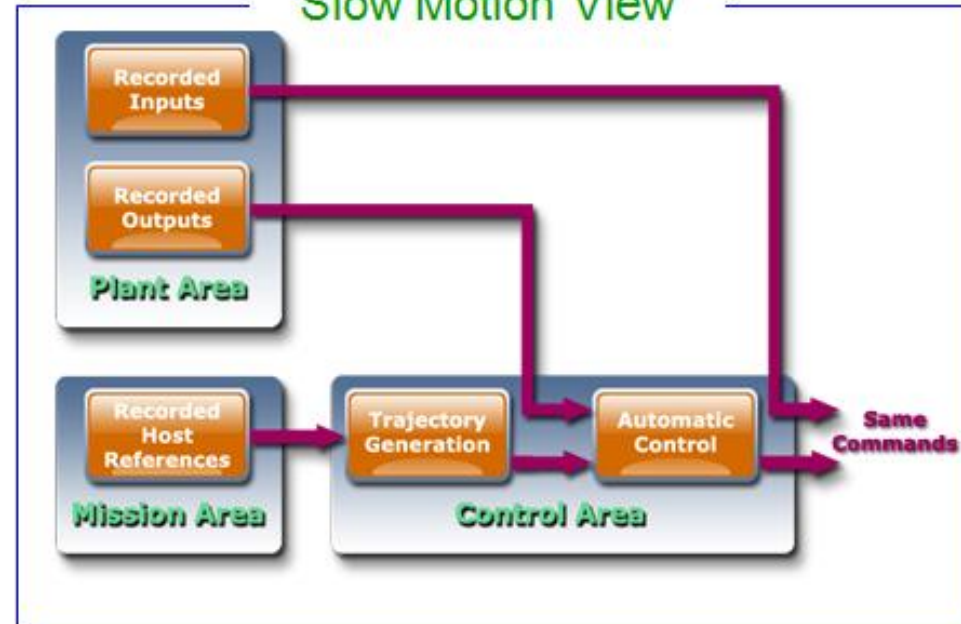 Slow Motion View
Recorded
Inputs
Recorded
Outputs
Plant Area
Recorded
Host
References
Mission Area
Trajectory
Generation
Automatic
Control
Control Area
Same
Commands